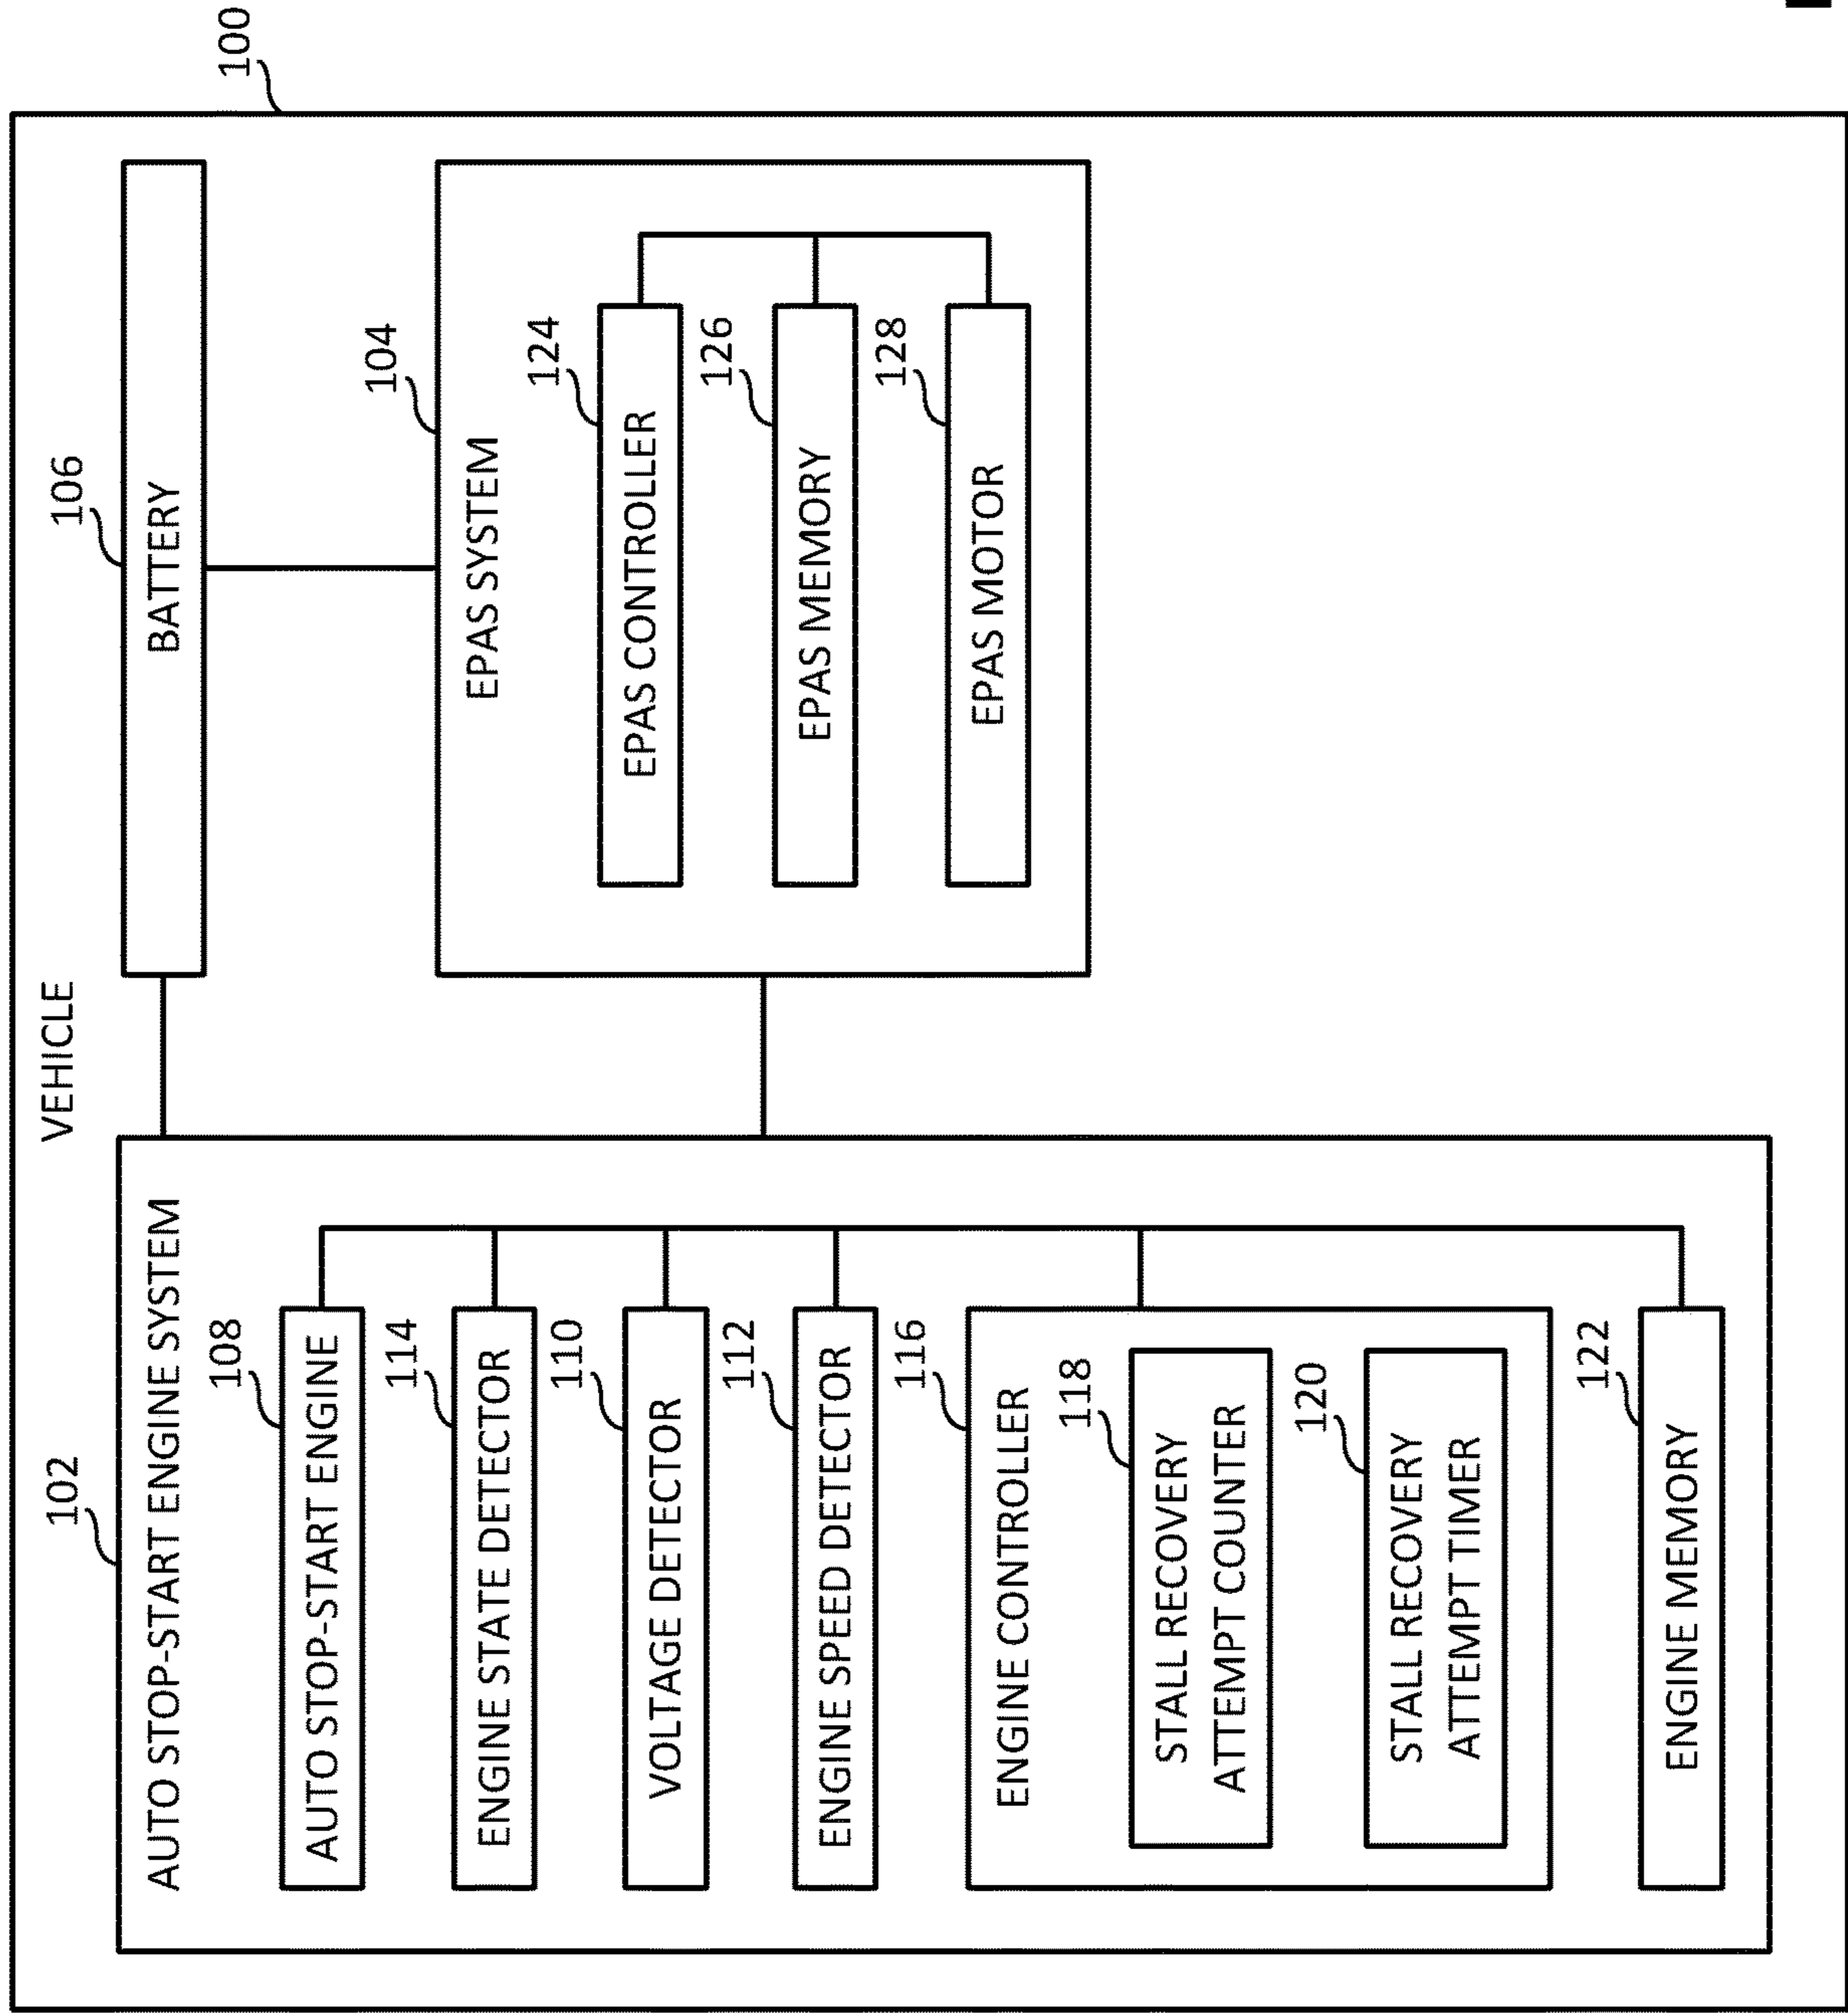 100
VEHICLE
102
AUTO STOP-START ENGINE SYSTEM
108
AUTO STOP-START ENGINE
114
ENGINE STATE DETECTOR
110
VOLTAGE DETECTOR
112
ENGINE SPEED DETECTOR
116
ENGINE CONTROLLER
118
STALL RECOVERY
ATTEMPT COUNTER
120
STALL RECOVERY
ATTEMPT TIMER
122
ENGINE MEMORY
106
BATTERY
104
EPAS SYSTEM
124
EPAS CONTROLLER
126
EPAS MEMORY
128
EPAS MOTOR